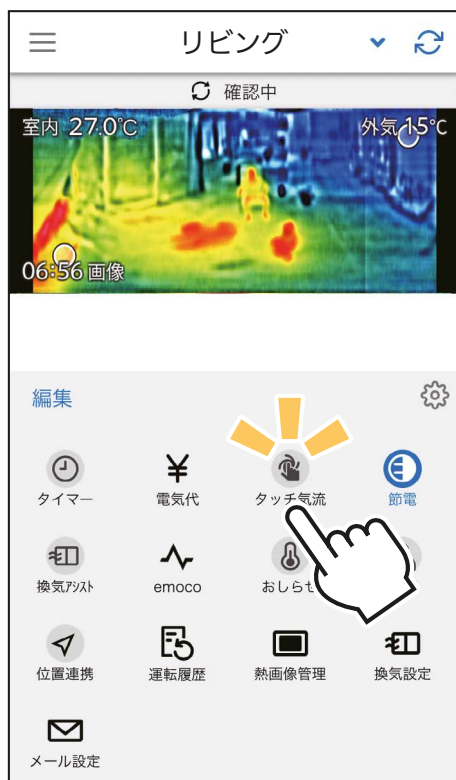 リビング
確認中
室内 27.0℃
外気 15℃
06:56 画像
編集
タイマー
電気代
タッチ気流
節電
換気アシスト
emoco
おしらせ
位置連携
運転履歴
熱画像管理
換気設定
メール設定